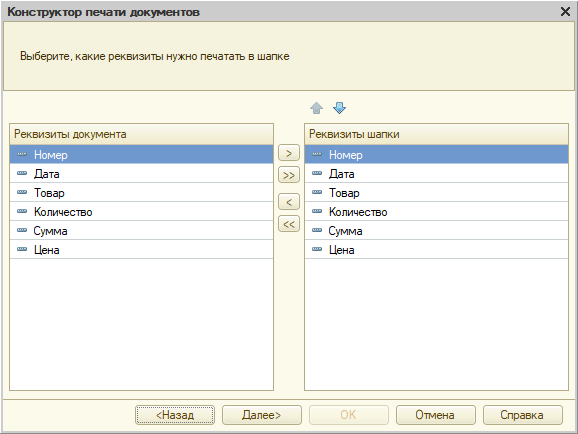 Конструктор печати документов
Выберите, какие реквизиты нужно печатать в шапке
Реквизиты документа
Номер
Дата
Товар
Количество
Сумма
Цена
>
>>
<
<<
Реквизиты шапки
Номер
Дата
Товар
Количество
Сумма
Цена
<Назад Далее> OK Отмена Справка